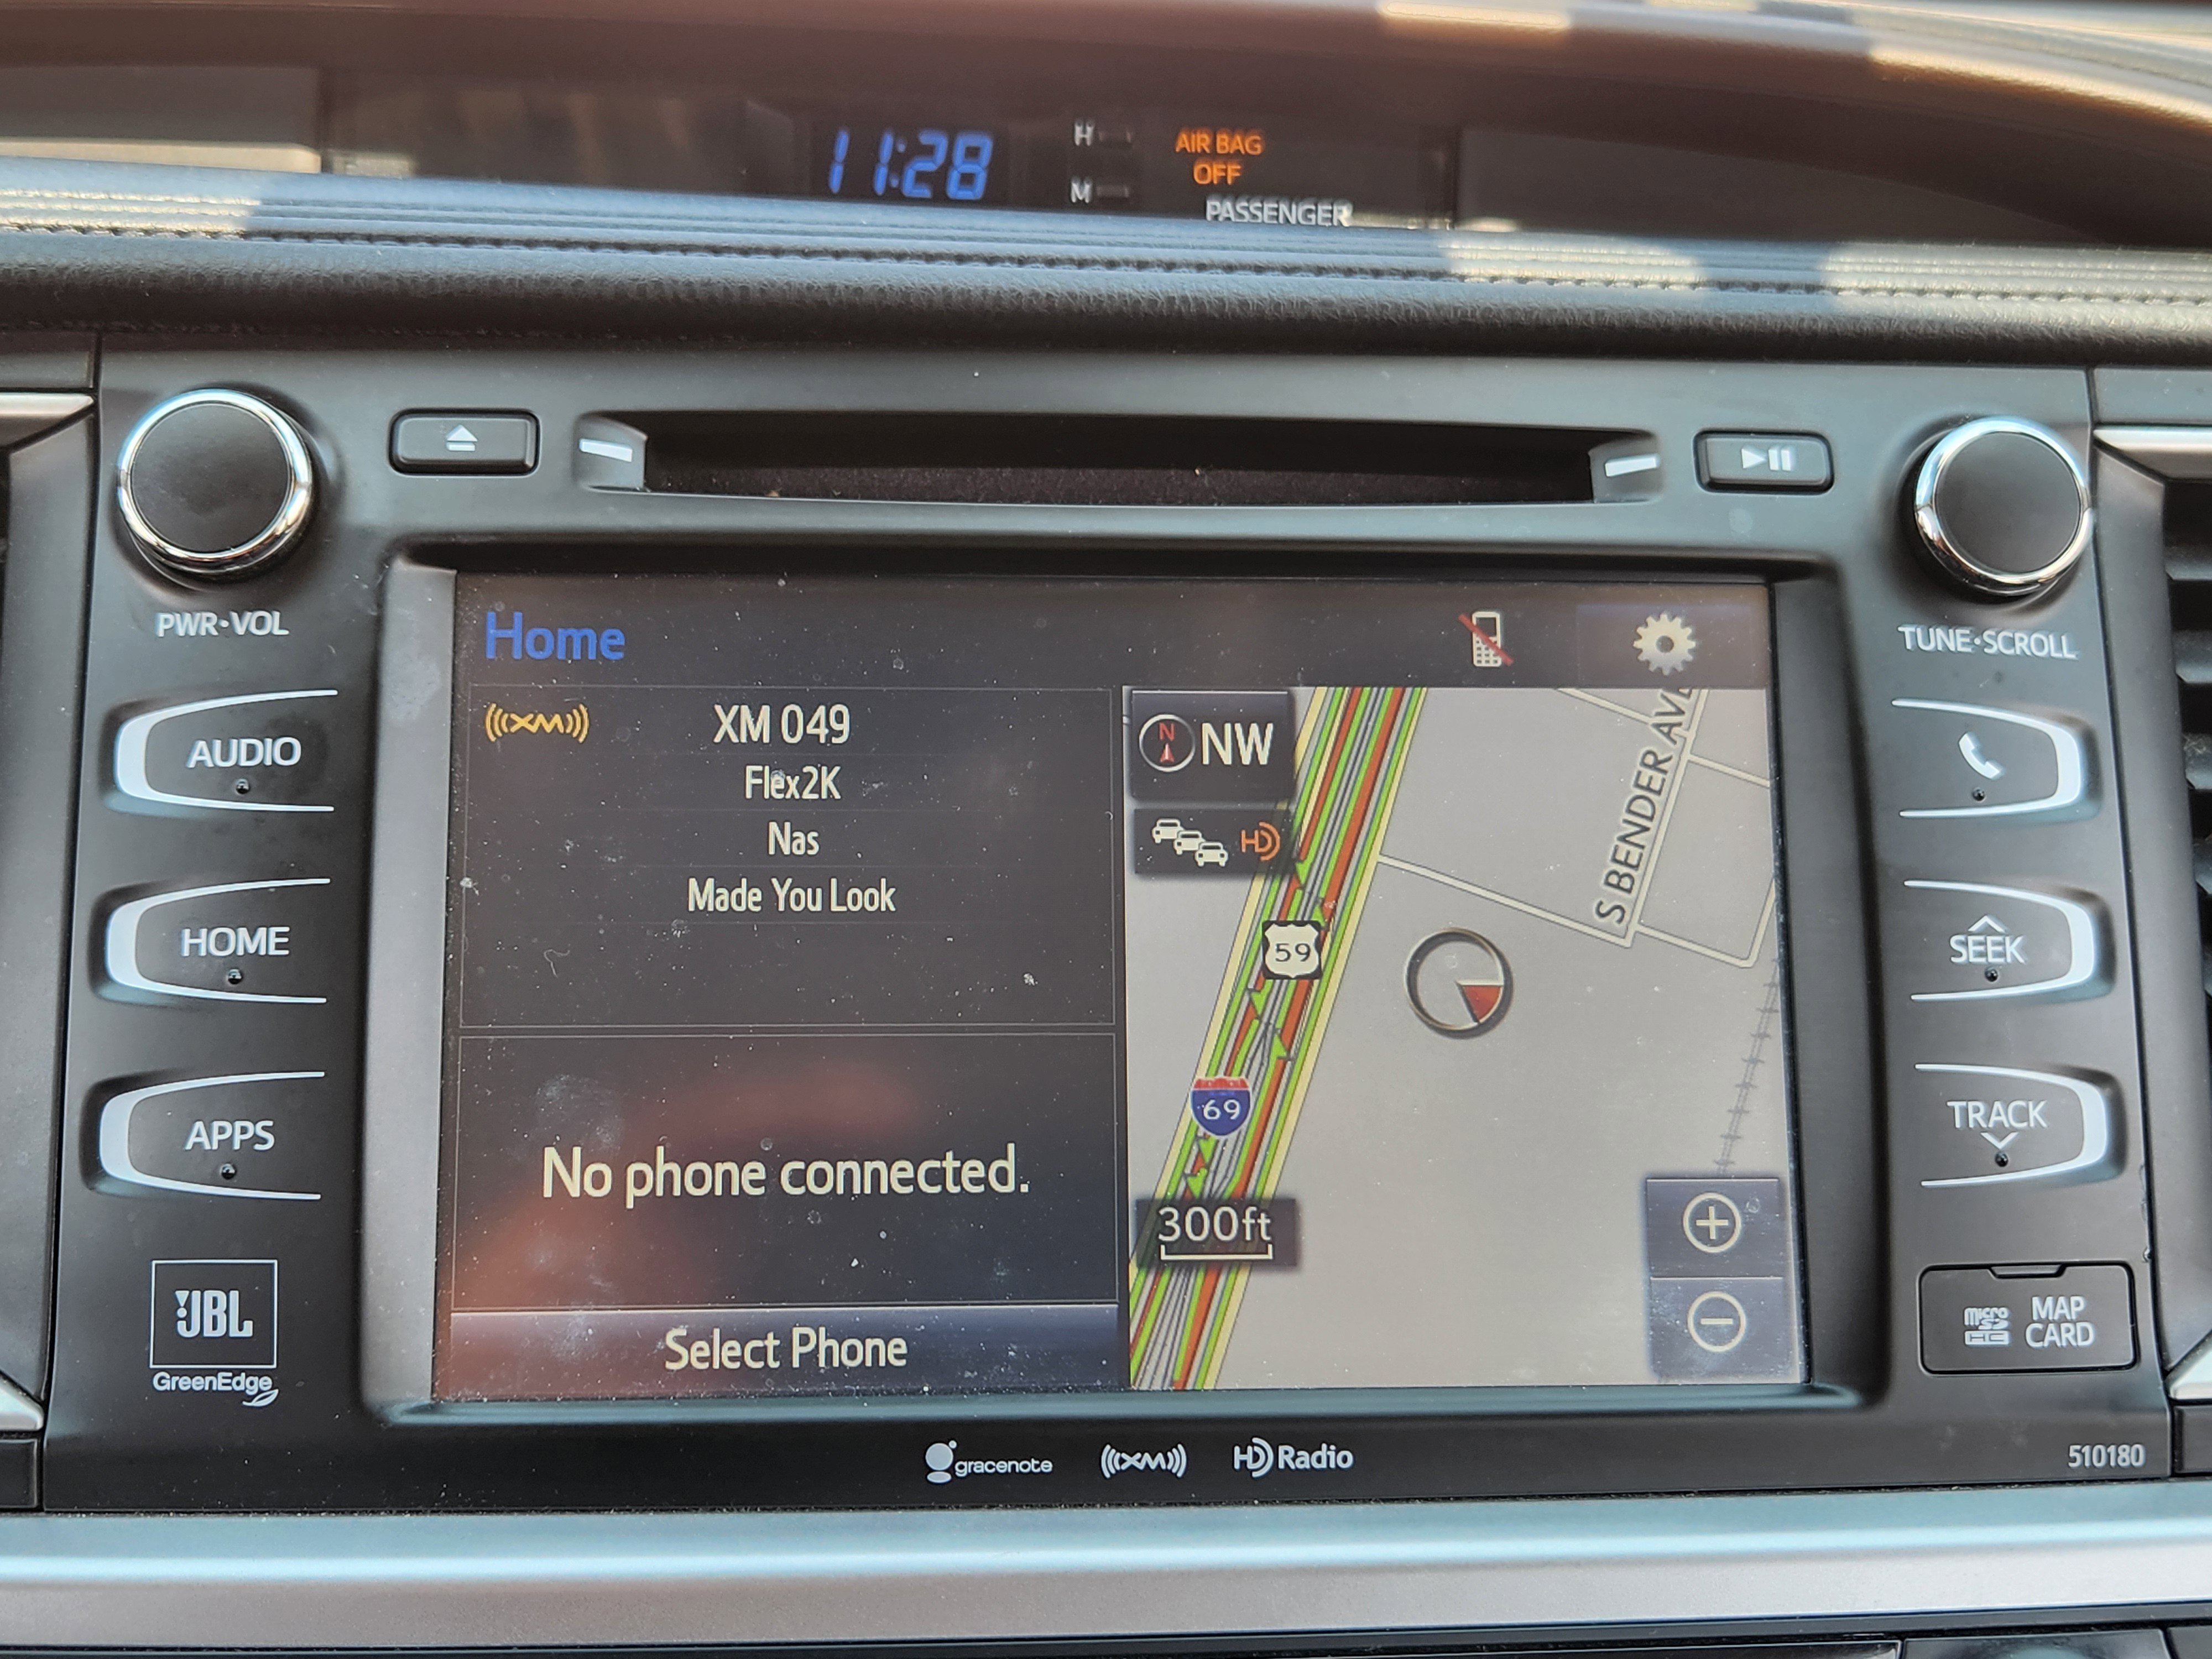 11:28
H
M
AIR BAG
OFF
PASSENGER
PWR•VOL
TUNE•SCROLL
AUDIO
HOME
APPS
JBL
GreenEdge
Home
((XM))
XM 049
Flex2K
Nas
Made You Look
No phone connected.
Select Phone
N NW
HD
S BENDER AVE
59
69
300ft
SEEK
TRACK
micro
SD
HC
MAP
CARD
gracenote ((XM)) HD Radio
510180